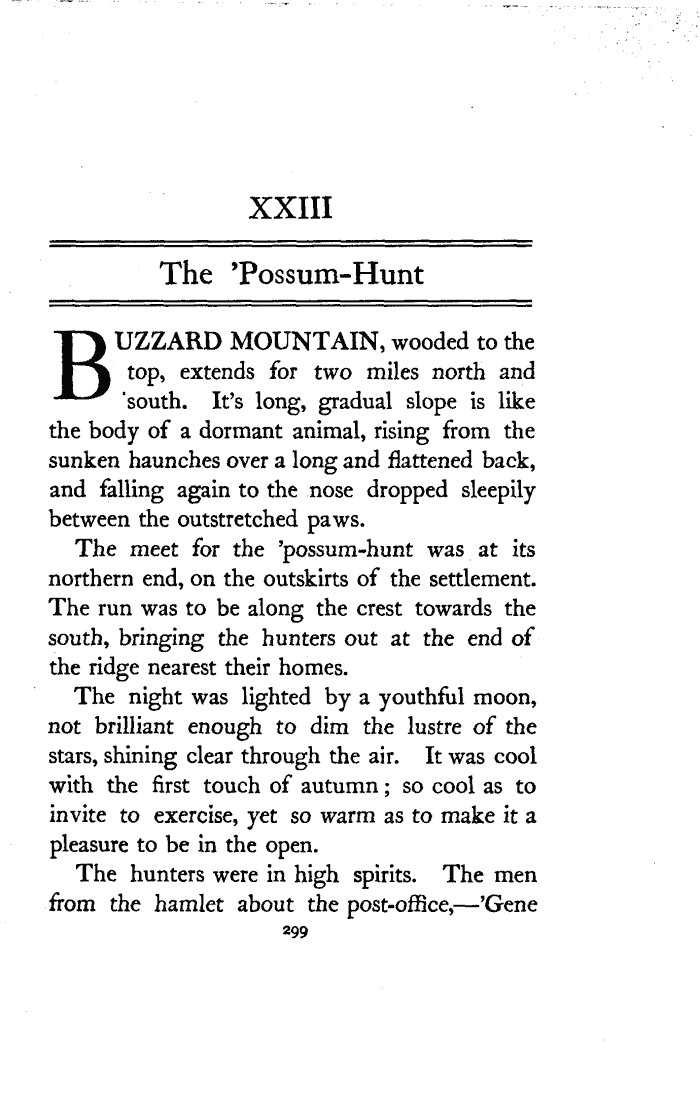 XXIII
The ’Possum-Hunt
BUZZARD MOUNTAIN, wooded to the
top, extends for two miles north and
south. It’s long, gradual slope is like
the body of a dormant animal, rising from the
sunken haunches over a long and flattened back,
and falling again to the nose dropped sleepily
between the outstretched paws.
The meet for the ’possum-hunt was at its
northern end, on the outskirts of the settlement.
The run was to be along the crest towards the
south, bringing the hunters out at the end of
the ridge nearest their homes.
The night was lighted by a youthful moon,
not brilliant enough to dim the lustre of the
stars, shining clear through the air. It was cool
with the first touch of autumn; so cool as to
invite to exercise, yet so warm as to make it a
pleasure to be in the open.
The hunters were in high spirits. The men
from the hamlet about the post-office,—’Gene
299